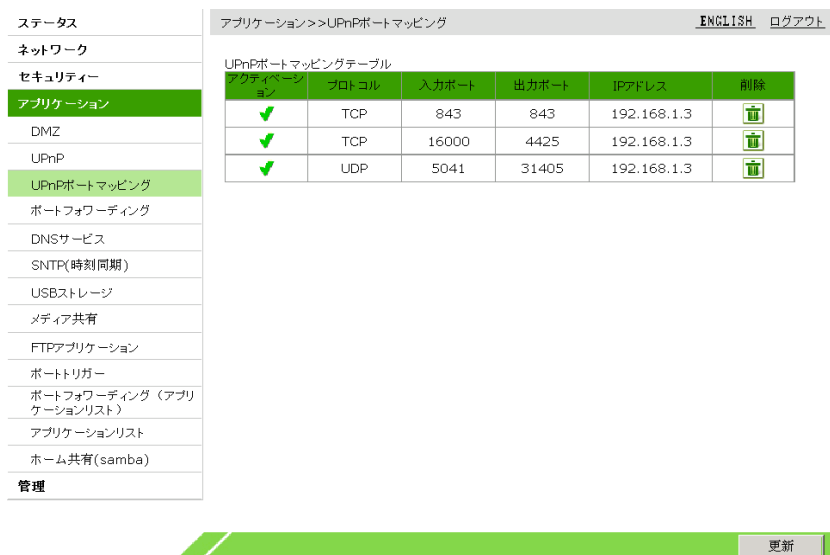 ステータス
ネットワーク
セキュリティー
アプリケーション
DMZ
UPnP
UPnPポートマッピング
ポートフォワーディング
DNSサービス
SNTP(時刻同期)
USBストレージ
メディア共有
FTPアプリケーション
ポートトリガー
ポートフォワーディング（アプリ
ケーションリスト）
アプリケーションリスト
ホーム共有(samba)
管理
アプリケーション>>UPnPポートマッピング ENGLISH ログアウト
UPnPポートマッピングテーブル
アクティベーシ
ョン プロトコル 入力ポート 出力ポート IPアドレス 削除
TCP 843 843 192.168.1.3
TCP 16000 4425 192.168.1.3
UDP 5041 31405 192.168.1.3
更新